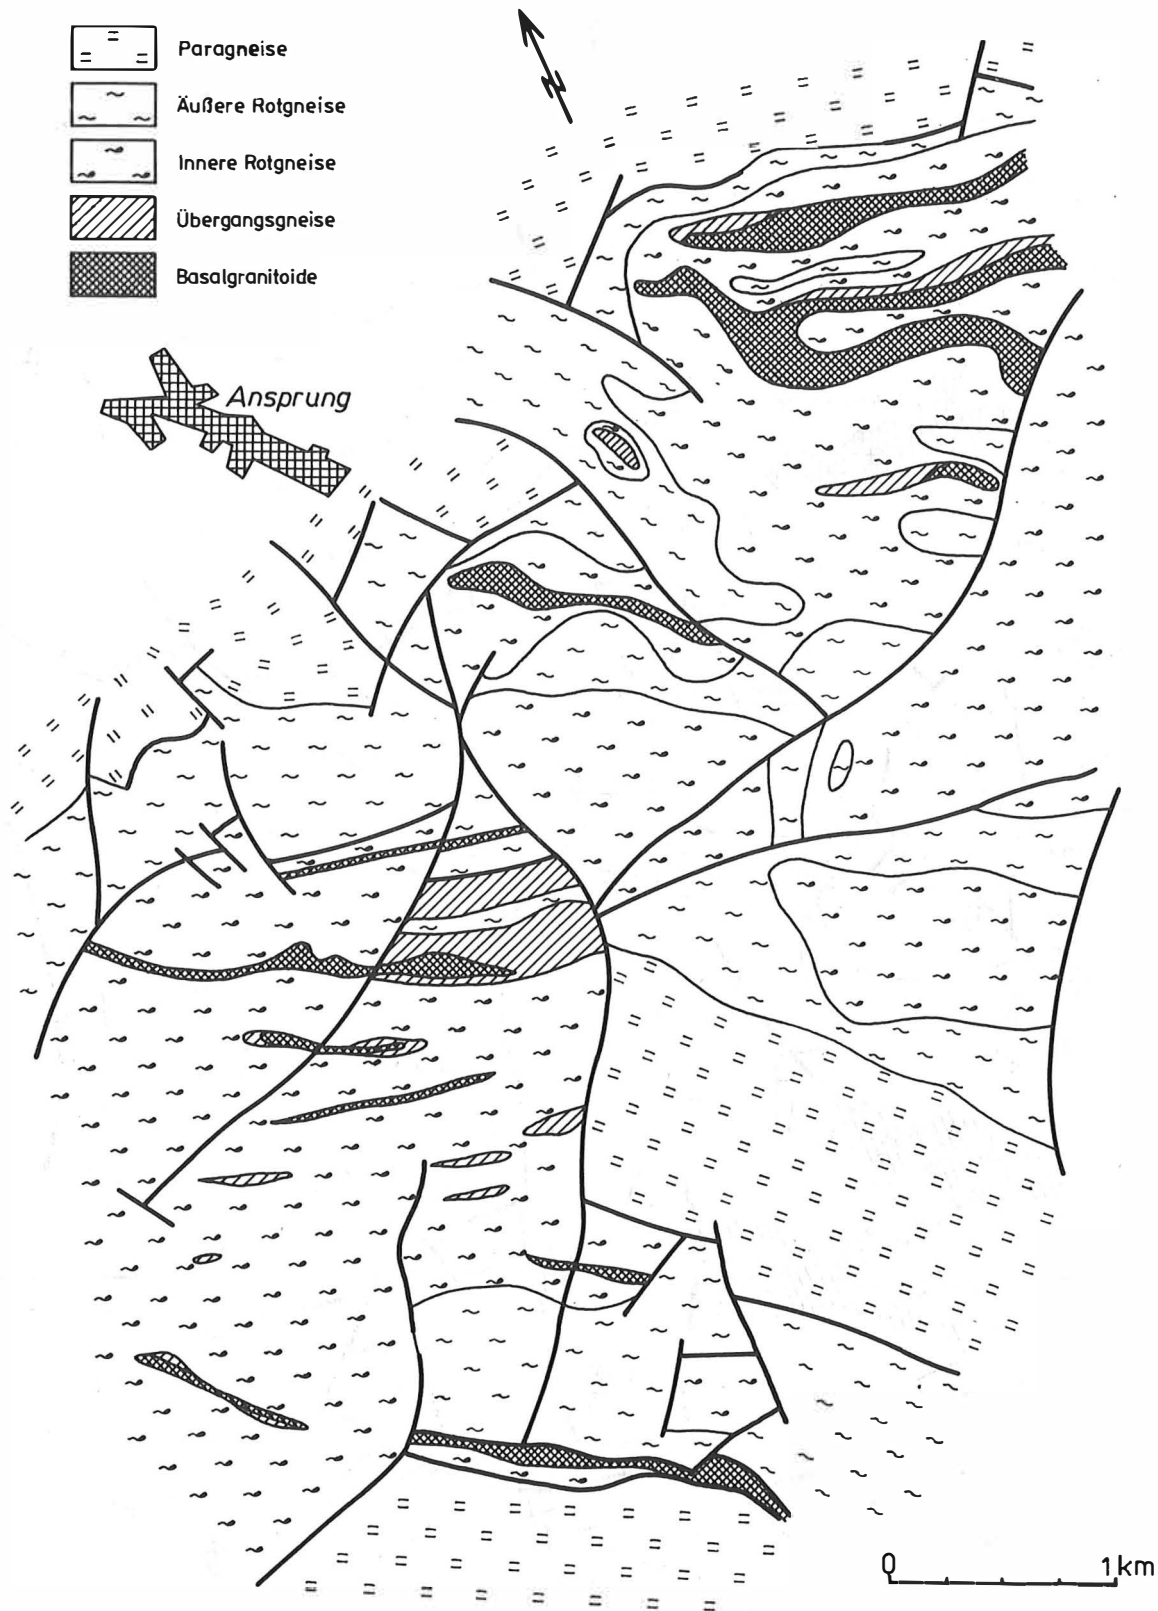 Paragneise
Äußere Rotgneise
Innere Rotgneise
Übergangsgneise
Basalgranitoide
N
Ansprung
0 1km